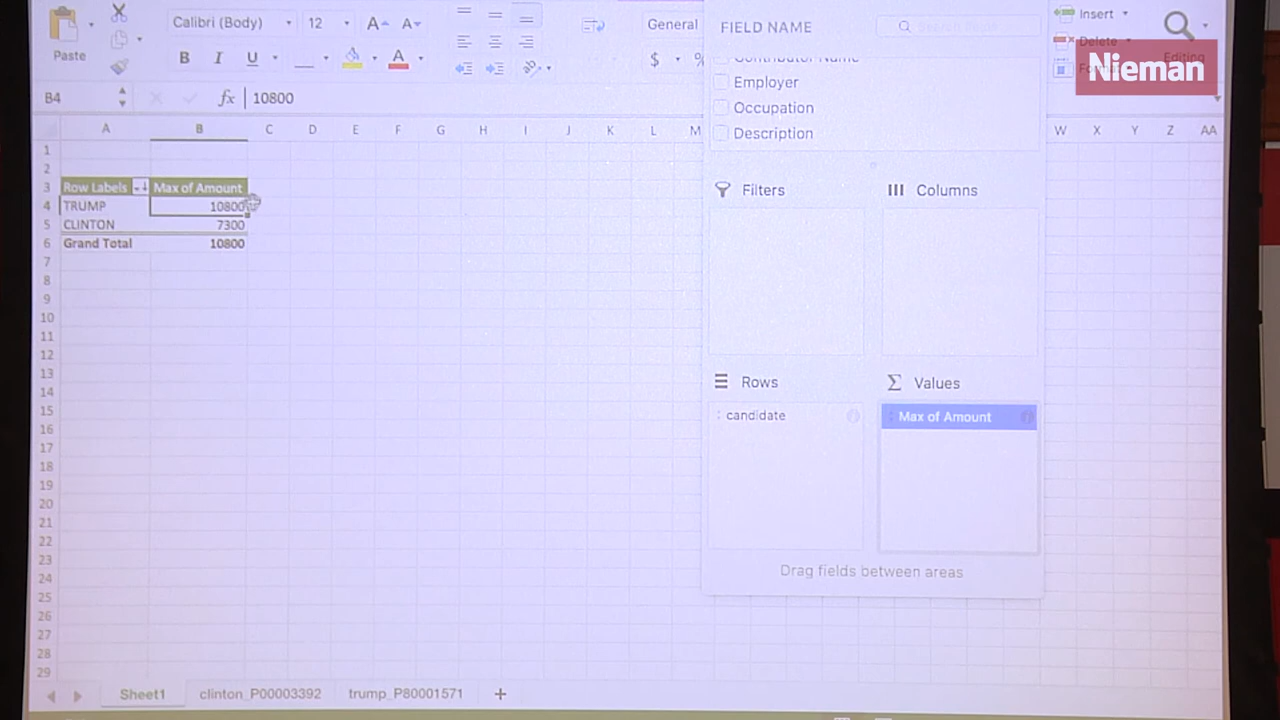 Calibri (Body) 12 A A General FIELD NAME Insert
Paste B I U A $ % Delete
Nieman
B4 fx 10800
Contributor Name
Employer
Occupation
Description
A B C D E F G H I J K L M W X Y Z AA
1
2
3 Row Labels Max of Amount
4 TRUMP 10800
5 CLINTON 7300
6 Grand Total 10800
7
8
9
10
11
12
13
14
15
16
17
18
19
20
21
22
23
24
25
26
27
28
29
Filters Columns
Rows Σ Values
candidate Max of Amount
Drag fields between areas
Sheet1 clinton_P00003392 trump_P80001571 +